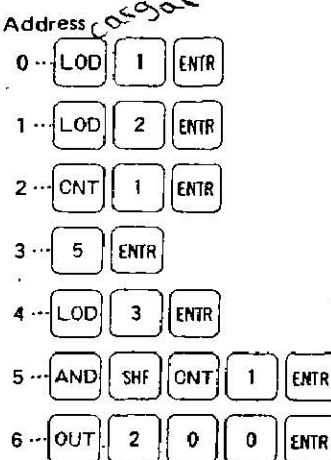 Address cargar
0 ··· LOD 1 ENTR
1 ··· LOD 2 ENTR
2 ··· CNT 1 ENTR
3 ··· 5 ENTR
4 ··· LOD 3 ENTR
5 ··· AND SHF CNT 1 ENTR
6 ··· OUT 2 0 0 ENTR